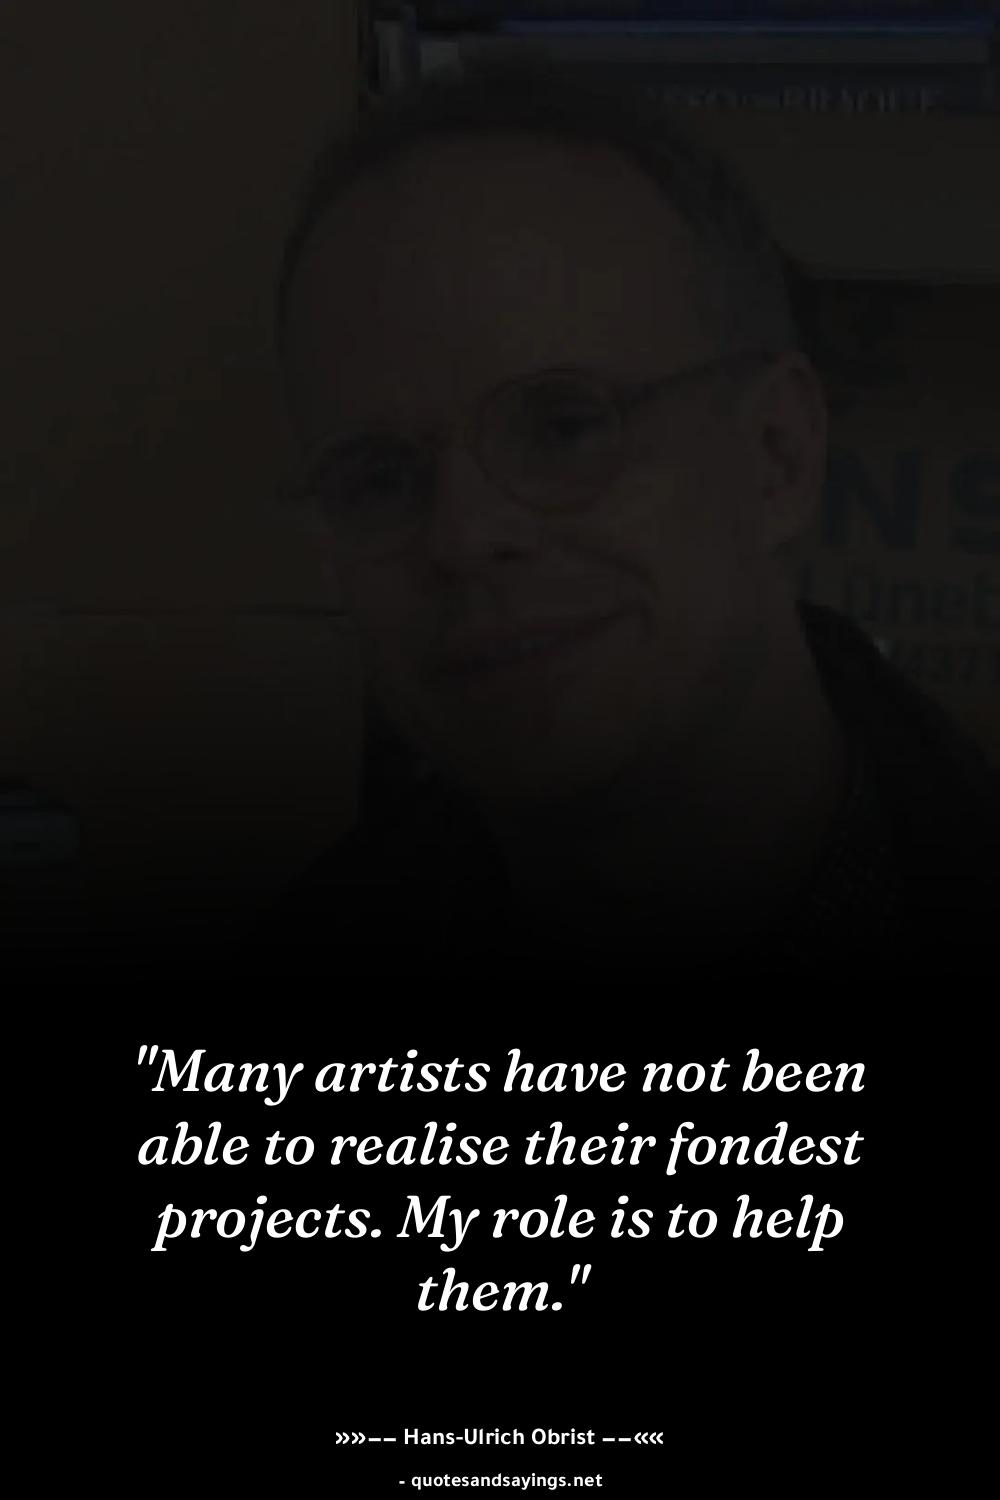 "Many artists have not been
able to realise their fondest
projects. My role is to help
them."
»»−− Hans-Ulrich Obrist −−««
- quotesandsayings.net